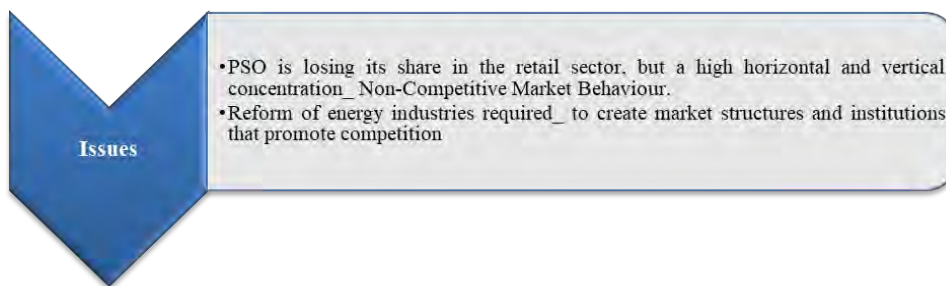 Issues
•PSO is losing its share in the retail sector, but a high horizontal and vertical
concentration_ Non-Competitive Market Behaviour.
•Reform of energy industries required_ to create market structures and institutions
that promote competition